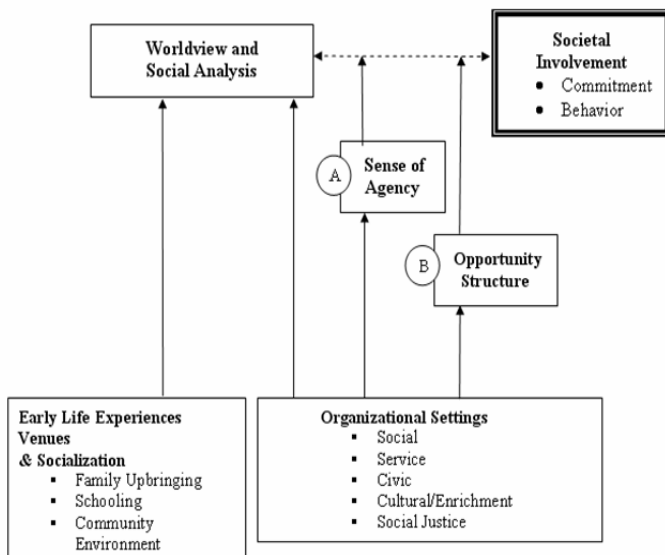 Worldview and
Social Analysis
Societal
Involvement
● Commitment
● Behavior
A
Sense of
Agency
B
Opportunity
Structure
Early Life Experiences
Venues
& Socialization
▪ Family Upbringing
▪ Schooling
▪ Community
Environment
Organizational Settings
▪ Social
▪ Service
▪ Civic
▪ Cultural/Enrichment
▪ Social Justice